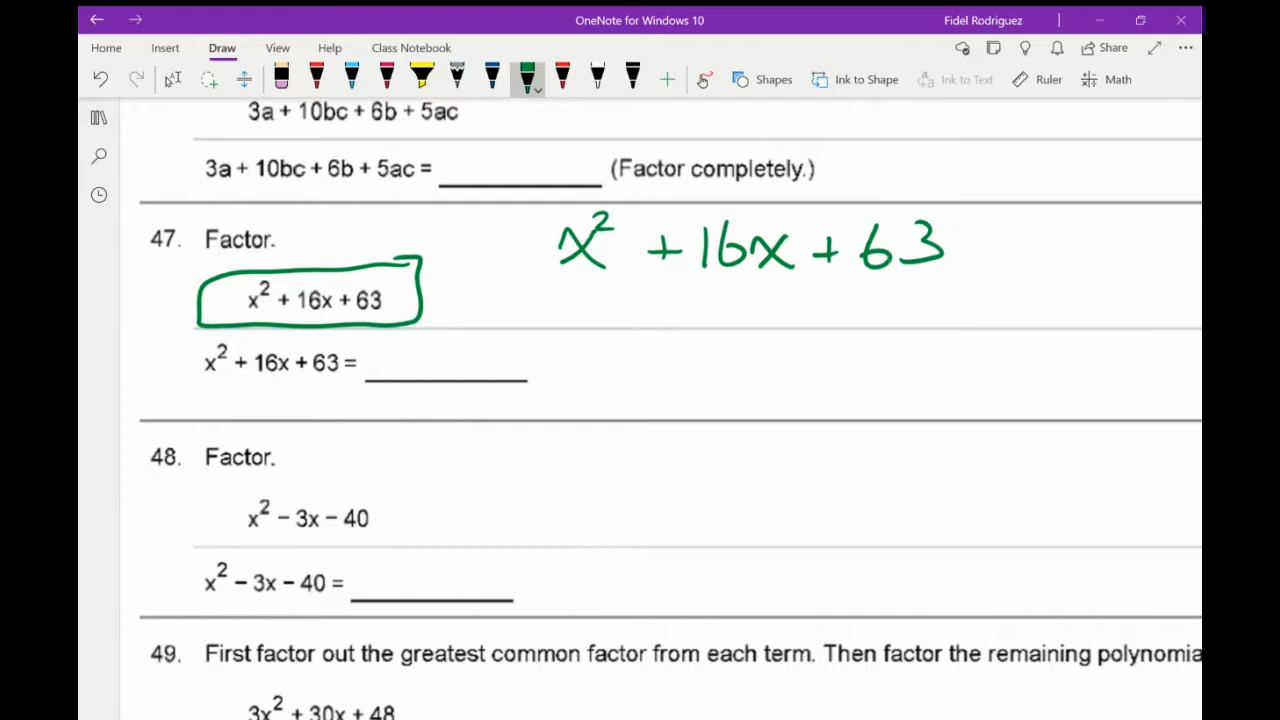 OneNote for Windows 10
Fidel Rodriguez
Home Insert Draw View Help Class Notebook
Share
Shapes Ink to Shape Ink to Text Ruler Math
3a + 10bc + 6b + 5ac
3a + 10bc + 6b + 5ac = __________ (Factor completely.)
47. Factor.
x² + 16x + 63
x² + 16x + 63
x² + 16x + 63 = __________
48. Factor.
x² − 3x − 40
x² − 3x − 40 = __________
49. First factor out the greatest common factor from each term. Then factor the remaining polynomia
3x² + 30x + 48